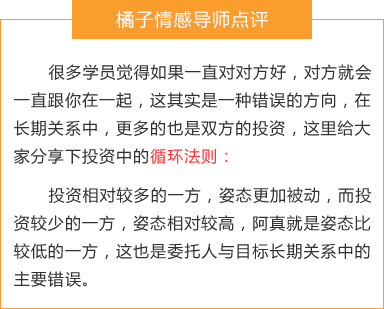 橘子情感导师点评
很多学员觉得如果一直对对方好，对方就会
一直跟你在一起，这其实是一种错误的方向，在
长期关系中，更多的也是双方的投资，这里给大
家分享下投资中的循环法则：
投资相对较多的一方，姿态更加被动，而投
资较少的一方，姿态相对较高，阿真就是姿态比
较低的一方，这也是委托人与目标长期关系中的
主要错误。